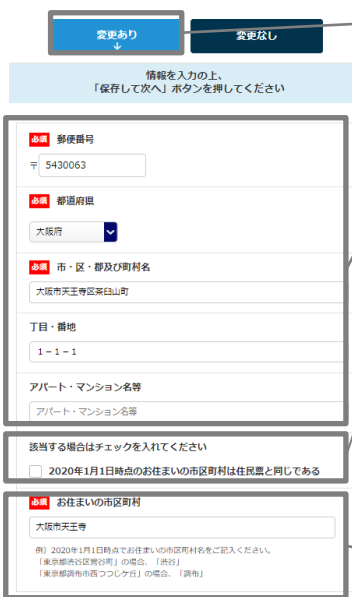 変更あり
↓
変更なし
情報を入力の上、
「保存して次へ」ボタンを押してください
必須 郵便番号
〒 5430063
必須 都道府県
大阪府
必須 市・区・郡及び町村名
大阪市天王寺区茶臼山町
丁目・番地
1－1－1
アパート・マンション名等
アパート・マンション名等
該当する場合はチェックを入れてください
2020年1月1日時点のお住まいの市区町村は住民票と同じである
必須 お住まいの市区町村
大阪市天王寺
例）2020年1月1日時点でお住まいの市区町村名をご記入ください。
「東京都渋谷区鶯谷町」の場合、「渋谷」
「東京都調布市西つつじケ丘」の場合、「調布」